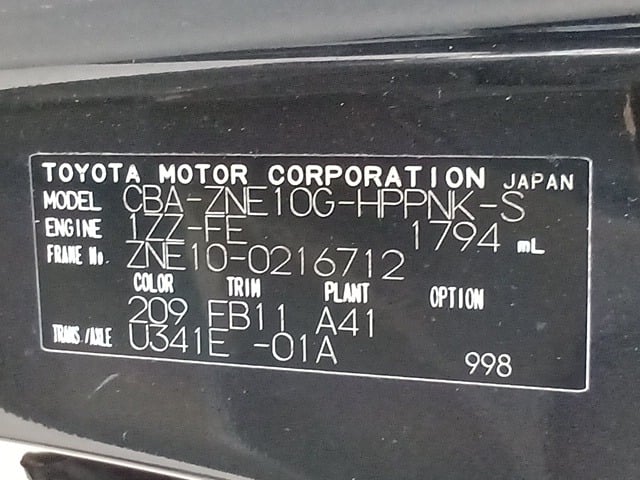 TOYOTA MOTOR CORPORATION JAPAN
MODEL CBA-ZNE10G-HPPNK-S
ENGINE 1ZZ-FE 1794 mL
FRAME No. ZNE10-0216712
COLOR TRIM PLANT OPTION
209 FB11 A41
TRANS./AXLE U341E -01A
998